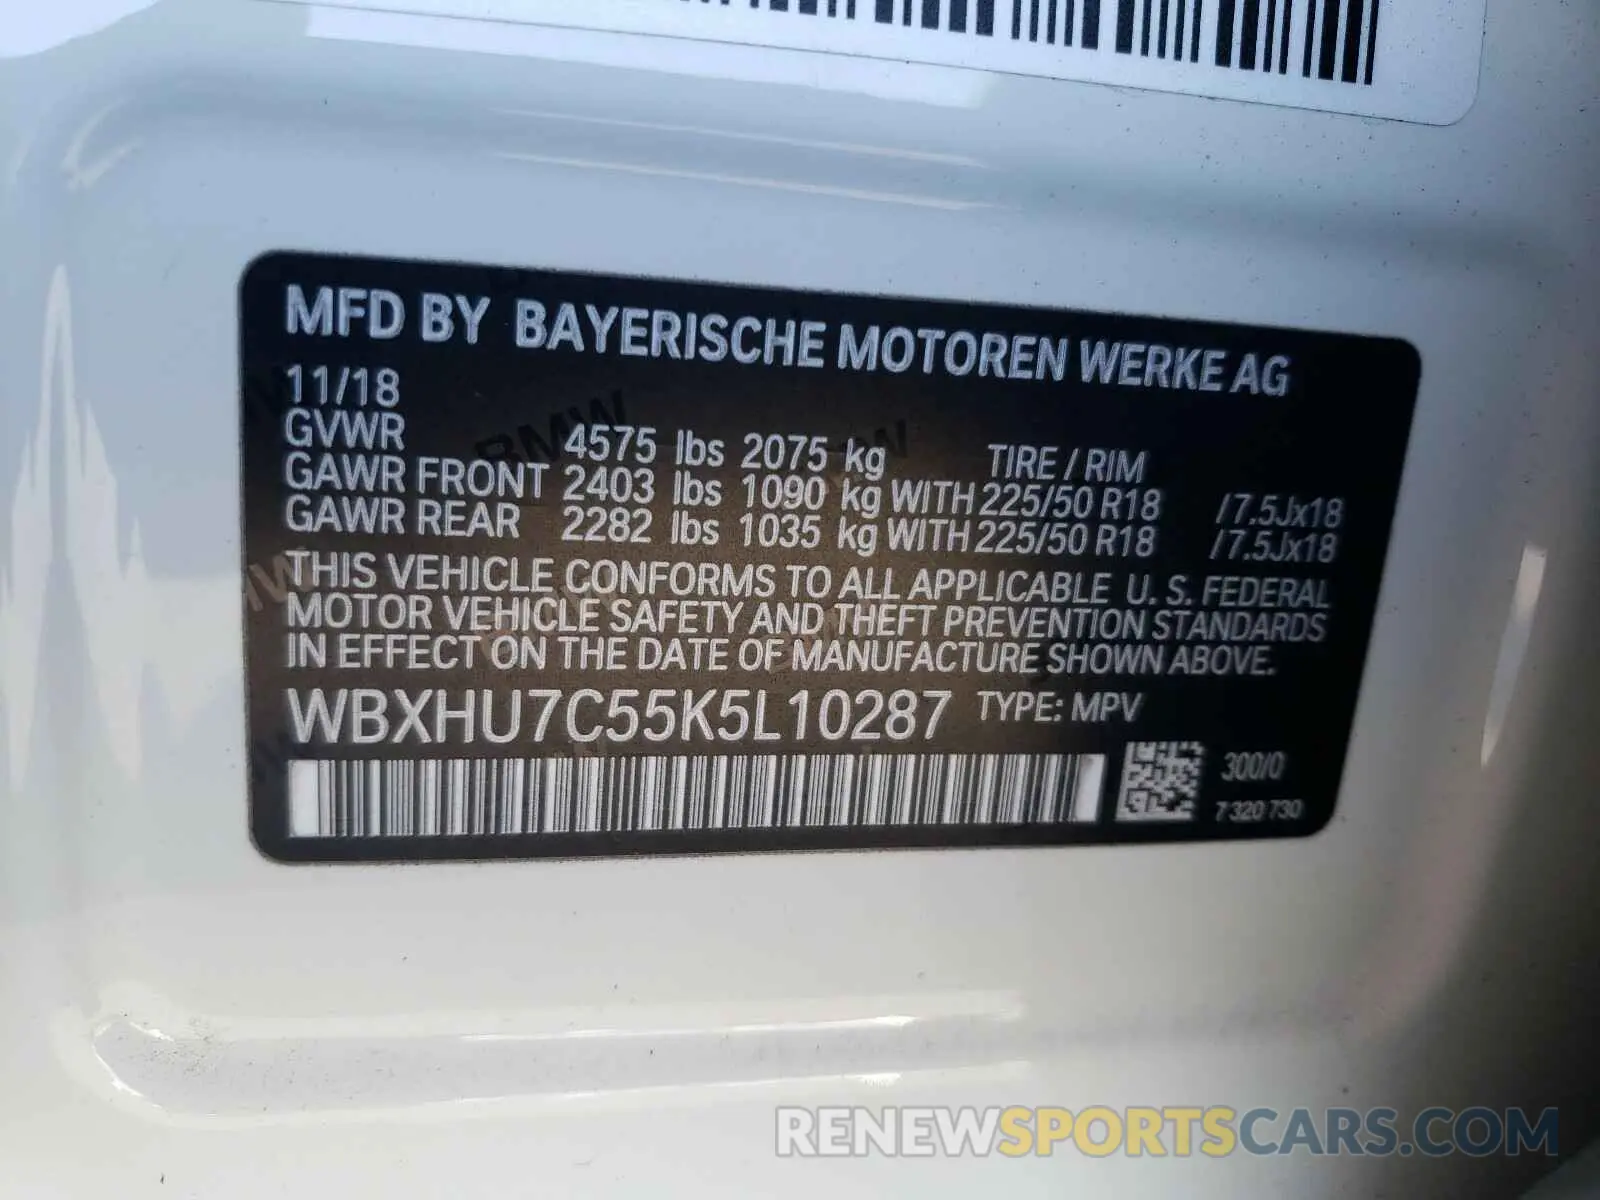 MFD BY BAYERISCHE MOTOREN WERKE AG
11/18
GVWR 4575 lbs 2075 kg TIRE / RIM
GAWR FRONT 2403 lbs 1090 kg WITH 225/50 R18 /7.5Jx18
GAWR REAR 2282 lbs 1035 kg WITH 225/50 R18 /7.5Jx18
THIS VEHICLE CONFORMS TO ALL APPLICABLE U. S. FEDERAL
MOTOR VEHICLE SAFETY AND THEFT PREVENTION STANDARDS
IN EFFECT ON THE DATE OF MANUFACTURE SHOWN ABOVE.
WBXHU7C55K5L10287 TYPE: MPV
300/0
7 320 730
RENEWSPORTSCARS.COM